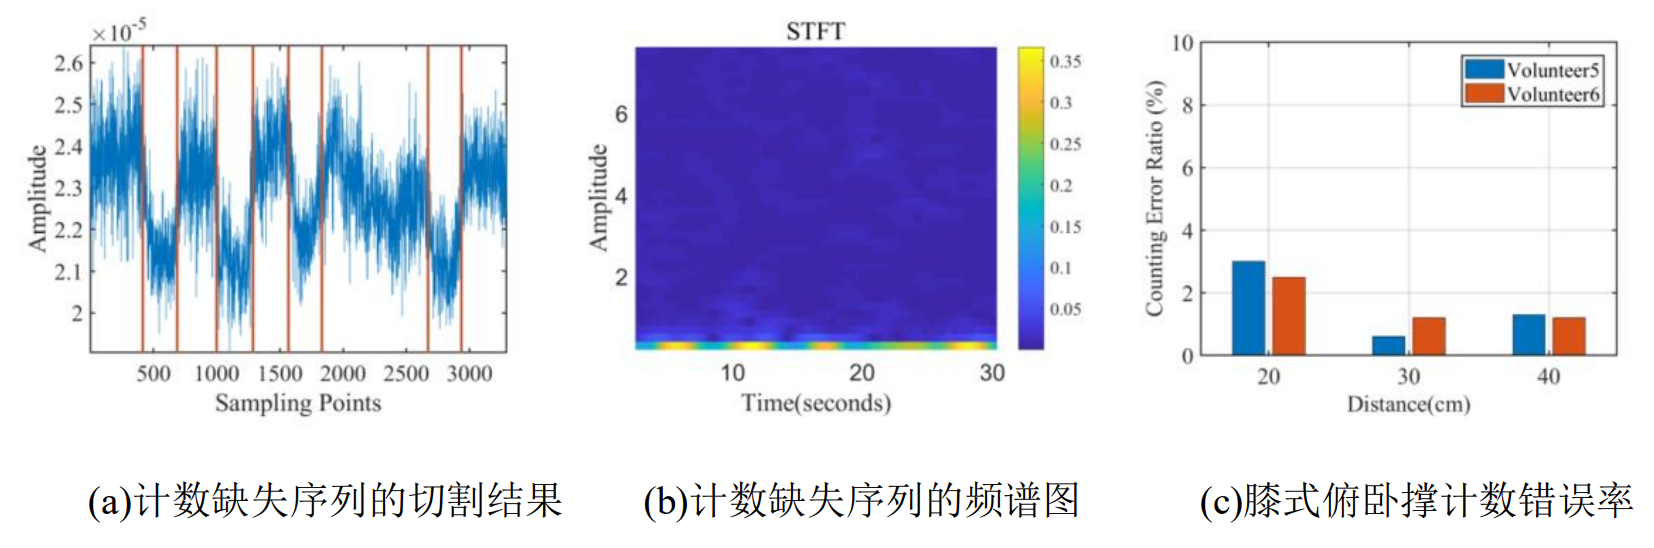 ×10-5
2.6
2.5
2.4
2.3
2.2
2.1
2
Amplitude
500 1000 1500 2000 2500 3000
Sampling Points
STFT
6
4
2
Amplitude
10 20 30
Time(seconds)
0.35
0.3
0.25
0.2
0.15
0.1
0.05
10
8
6
4
2
0
Counting Error Ratio (%)
Volunteer5
Volunteer6
20 30 40
Distance(cm)
(a)计数缺失序列的切割结果
(b)计数缺失序列的频谱图
(c)膝式俯卧撑计数错误率